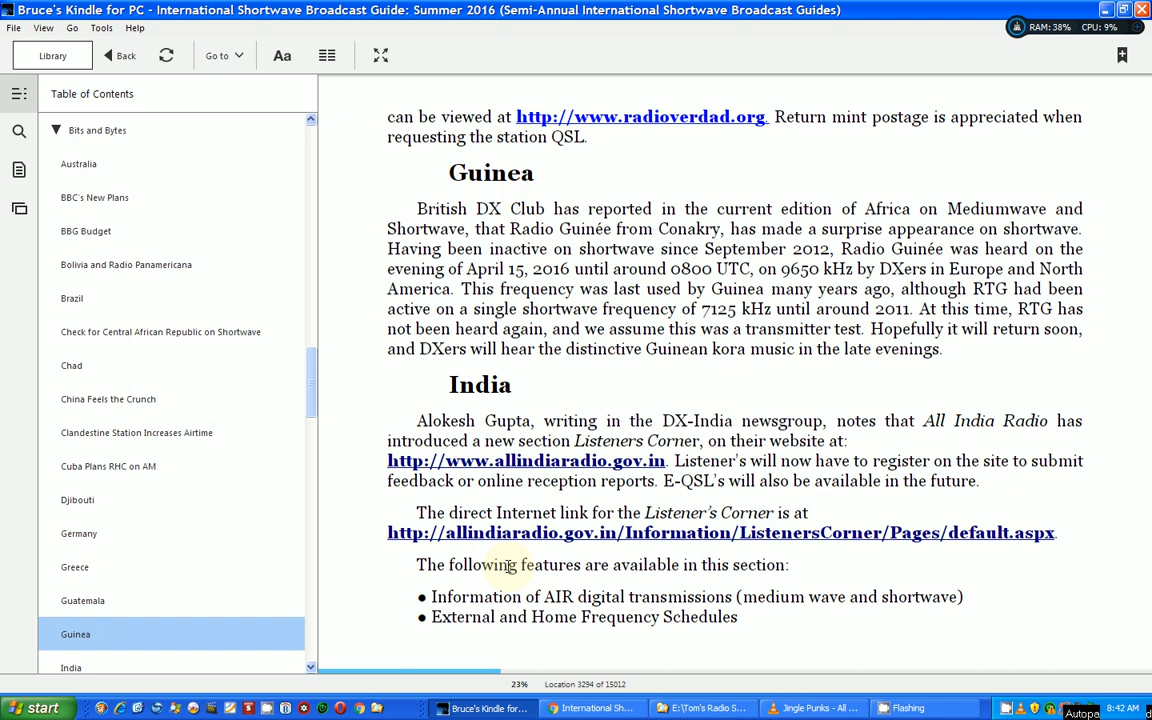 Bruce's Kindle for PC - International Shortwave Broadcast Guide: Summer 2016 (Semi-Annual International Shortwave Broadcast Guides)
File View Go Tools Help
RAM: 38% CPU: 9%
Library Back Go to Aa
Table of Contents
Bits and Bytes
Australia
BBC's New Plans
BBG Budget
Bolivia and Radio Panamericana
Brazil
Check for Central African Republic on Shortwave
Chad
China Feels the Crunch
Clandestine Station Increases Airtime
Cuba Plans RHC on AM
Djibouti
Germany
Greece
Guatemala
Guinea
India
can be viewed at http://www.radioverdad.org. Return mint postage is appreciated when
requesting the station QSL.
Guinea
British DX Club has reported in the current edition of Africa on Mediumwave and
Shortwave, that Radio Guinée from Conakry, has made a surprise appearance on shortwave.
Having been inactive on shortwave since September 2012, Radio Guinée was heard on the
evening of April 15, 2016 until around 0800 UTC, on 9650 kHz by DXers in Europe and North
America. This frequency was last used by Guinea many years ago, although RTG had been
active on a single shortwave frequency of 7125 kHz until around 2011. At this time, RTG has
not been heard again, and we assume this was a transmitter test. Hopefully it will return soon,
and DXers will hear the distinctive Guinean kora music in the late evenings.
India
Alokesh Gupta, writing in the DX-India newsgroup, notes that All India Radio has
introduced a new section Listeners Corner, on their website at:
http://www.allindiaradio.gov.in. Listener's will now have to register on the site to submit
feedback or online reception reports. E-QSL's will also be available in the future.
The direct Internet link for the Listener's Corner is at
http://allindiaradio.gov.in/Information/ListenersCorner/Pages/default.aspx.
The following features are available in this section:
● Information of AIR digital transmissions (medium wave and shortwave)
● External and Home Frequency Schedules
23% Location 3294 of 15012
start Bruce's Kindle for... International Sh... E:\Tom's Radio S... Jingle Punks - All ... Flashing 8:42 AM
Autopa